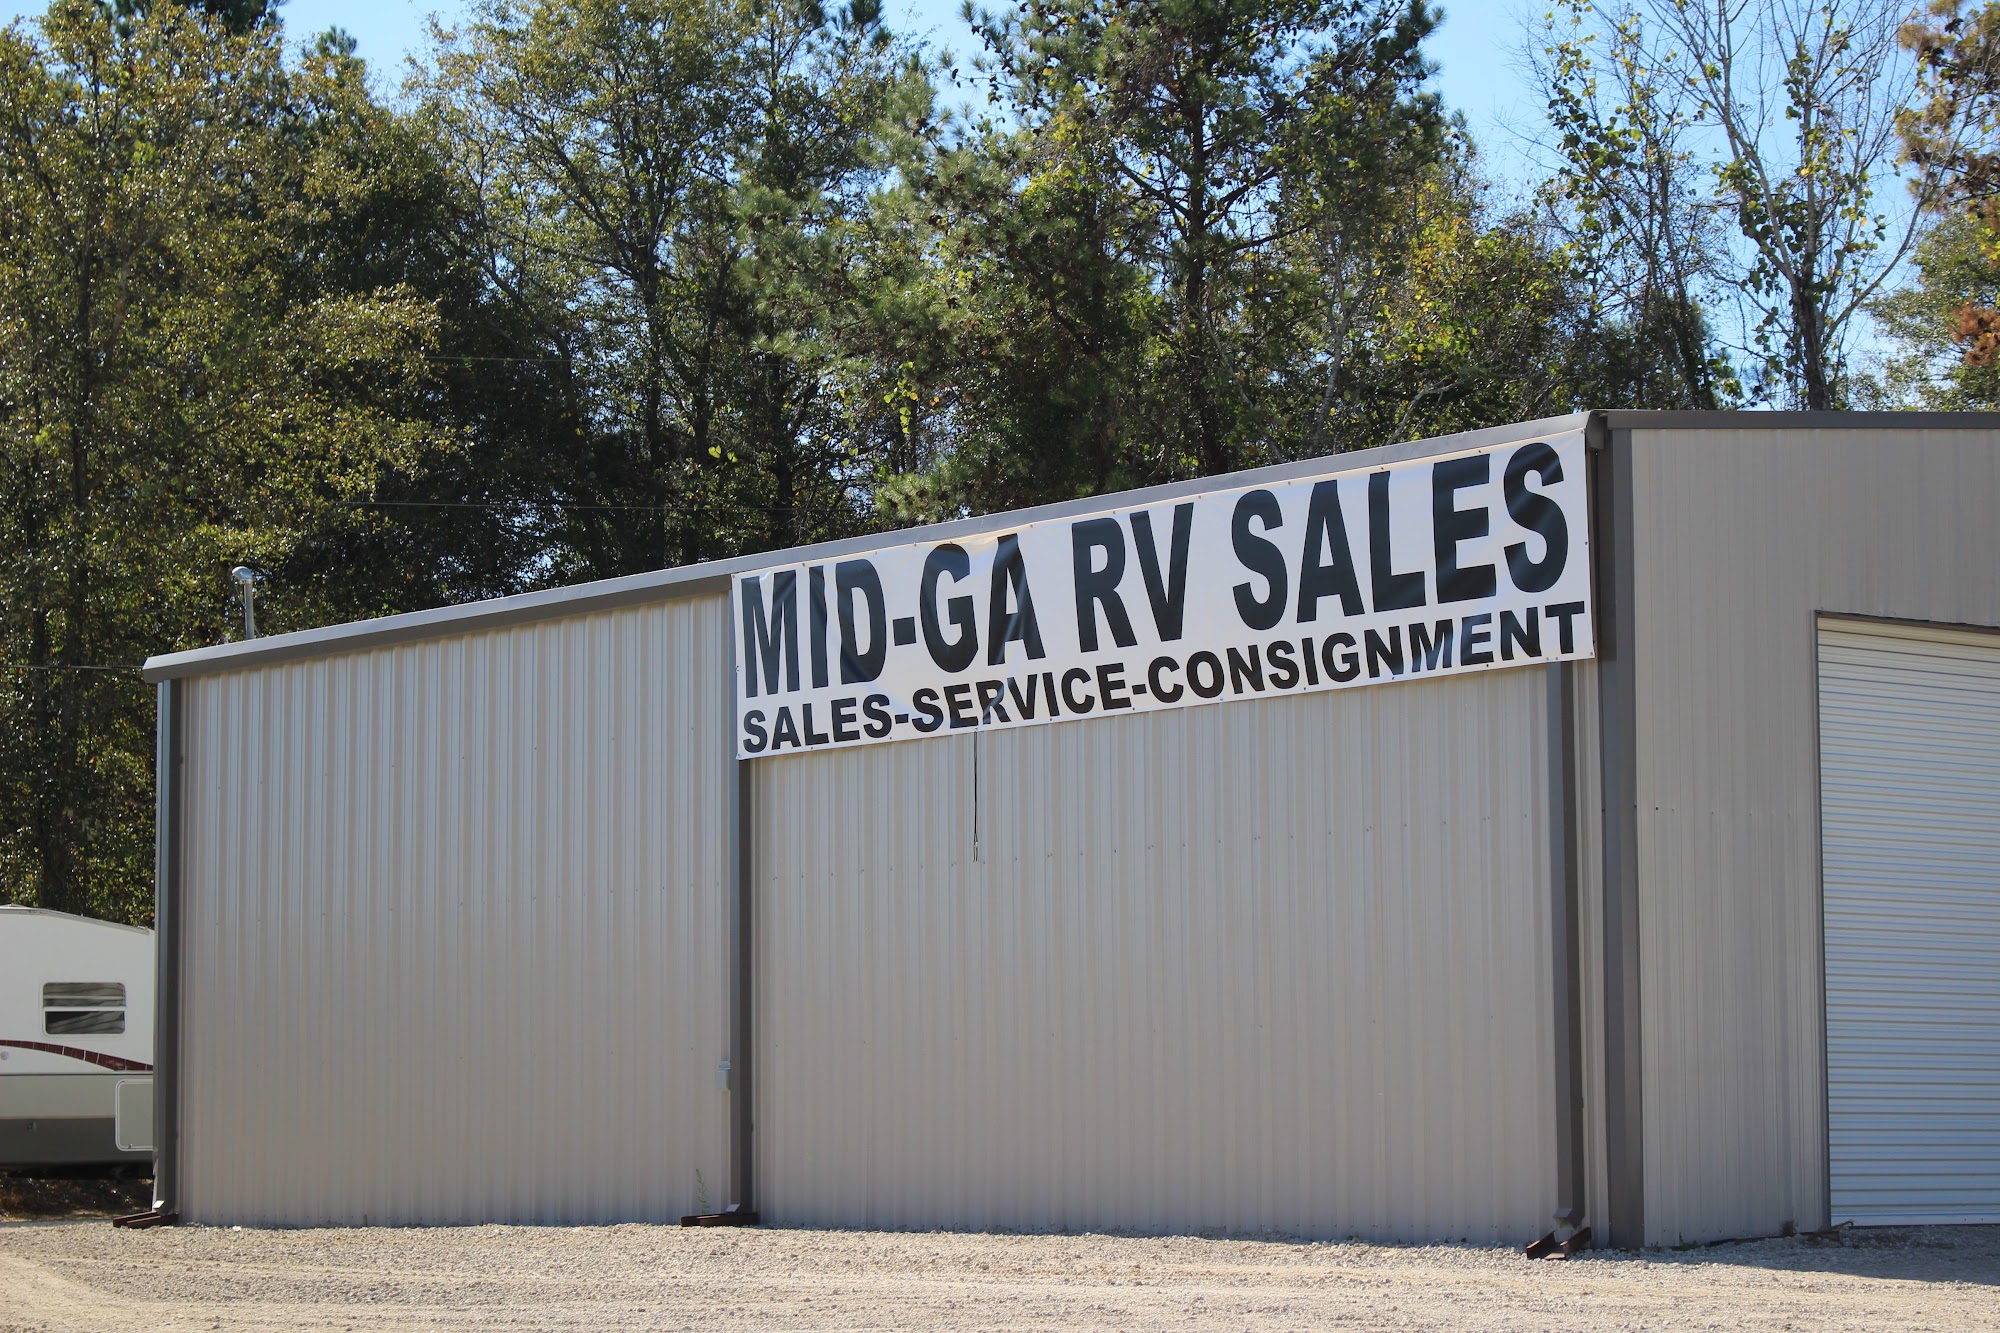 MID-GA RV SALES
SALES-SERVICE-CONSIGNMENT